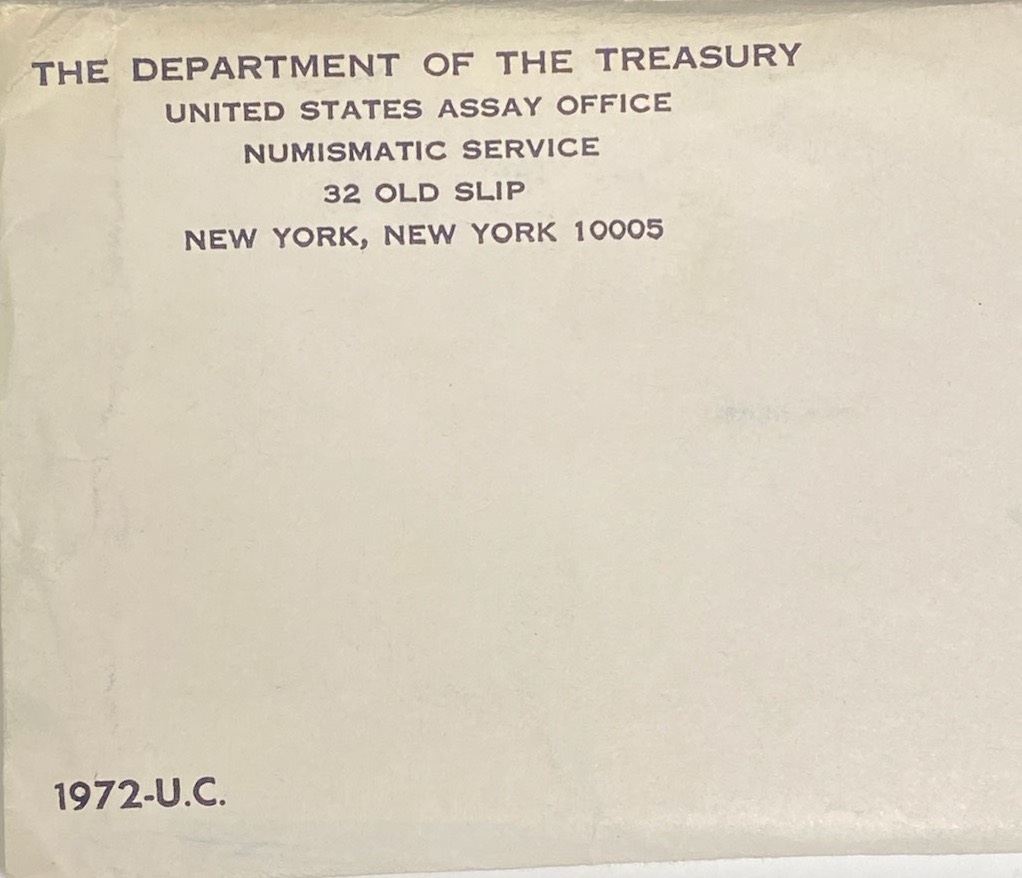 THE DEPARTMENT OF THE TREASURY
UNITED STATES ASSAY OFFICE
NUMISMATIC SERVICE
32 OLD SLIP
NEW YORK, NEW YORK 10005
1972-U.C.